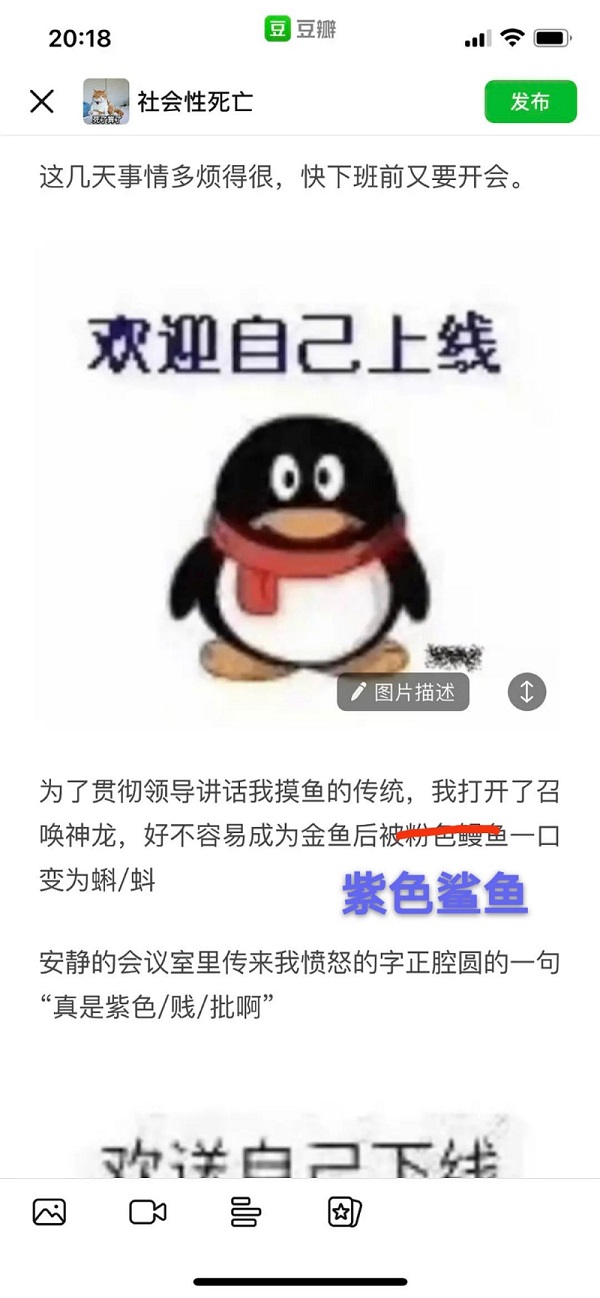 20:18
豆 豆瓣
社会性死亡
发布
这几天事情多烦得很，快下班前又要开会。
欢迎自己上线
图片描述
为了贯彻领导讲话我摸鱼的传统，我打开了召
唤神龙，好不容易成为金鱼后被粉色鳗鱼一口
变为蝌/蚪
紫色鲨鱼
安静的会议室里传来我愤怒的字正腔圆的一句
“真是紫色/贱/批啊”
欢送自己下线